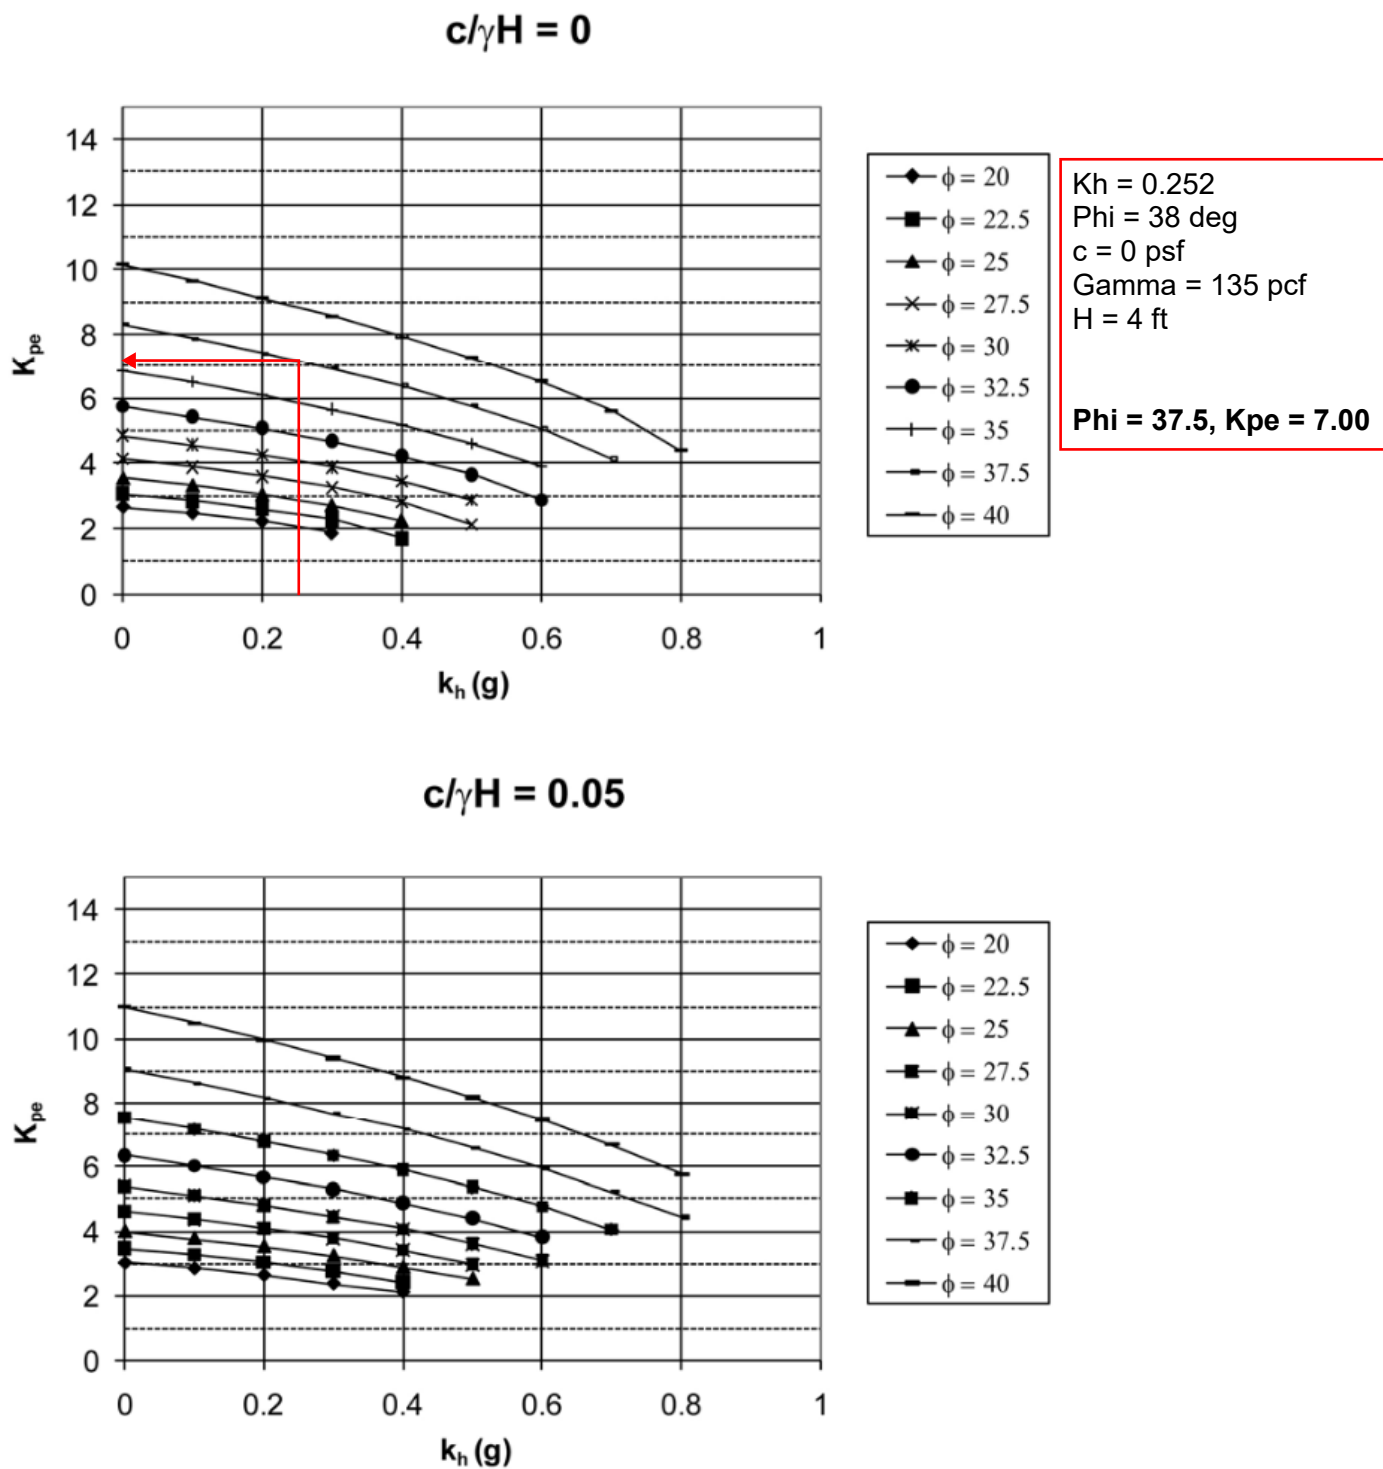 c/γH = 0
14
12
10
8
6
4
2
0
Kpe
0 0.2 0.4 0.6 0.8 1
kh (g)
ϕ = 20
ϕ = 22.5
ϕ = 25
ϕ = 27.5
ϕ = 30
ϕ = 32.5
ϕ = 35
ϕ = 37.5
ϕ = 40
Kh = 0.252
Phi = 38 deg
c = 0 psf
Gamma = 135 pcf
H = 4 ft
Phi = 37.5, Kpe = 7.00
c/γH = 0.05
14
12
10
8
6
4
2
0
Kpe
0 0.2 0.4 0.6 0.8 1
kh (g)
ϕ = 20
ϕ = 22.5
ϕ = 25
ϕ = 27.5
ϕ = 30
ϕ = 32.5
ϕ = 35
ϕ = 37.5
ϕ = 40